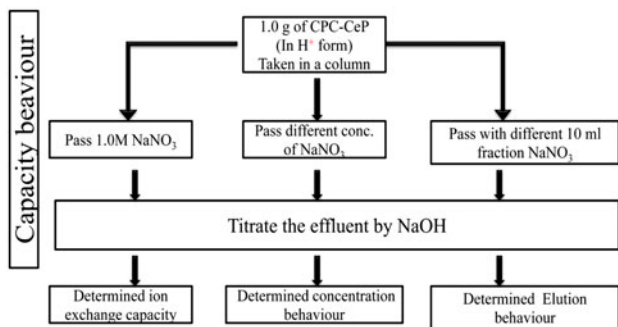 Capacity beaviour
1.0 g of CPC-CeP
(In H⁺ form)
Taken in a column
Pass 1.0M NaNO₃
Pass different conc.
of NaNO₃
Pass with different 10 ml
fraction NaNO₃
Titrate the effluent by NaOH
Determined ion
exchange capacity
Determined concentration
behaviour
Determined Elution
behaviour